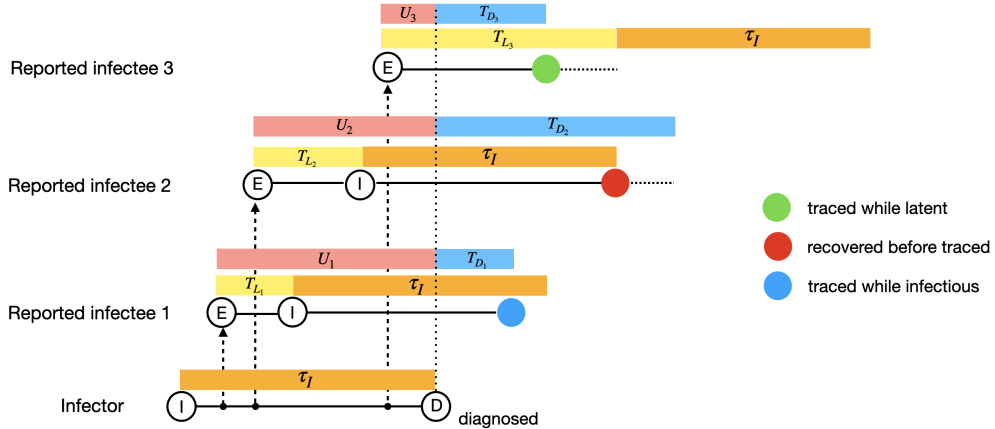 U3 TD3
TL3 τI
Reported infectee 3 E
U2 TD2
TL2 τI
Reported infectee 2 E I
traced while latent
recovered before traced
traced while infectious
U1 TD1
TL1 τI
Reported infectee 1 E I
τI
Infector I D
diagnosed